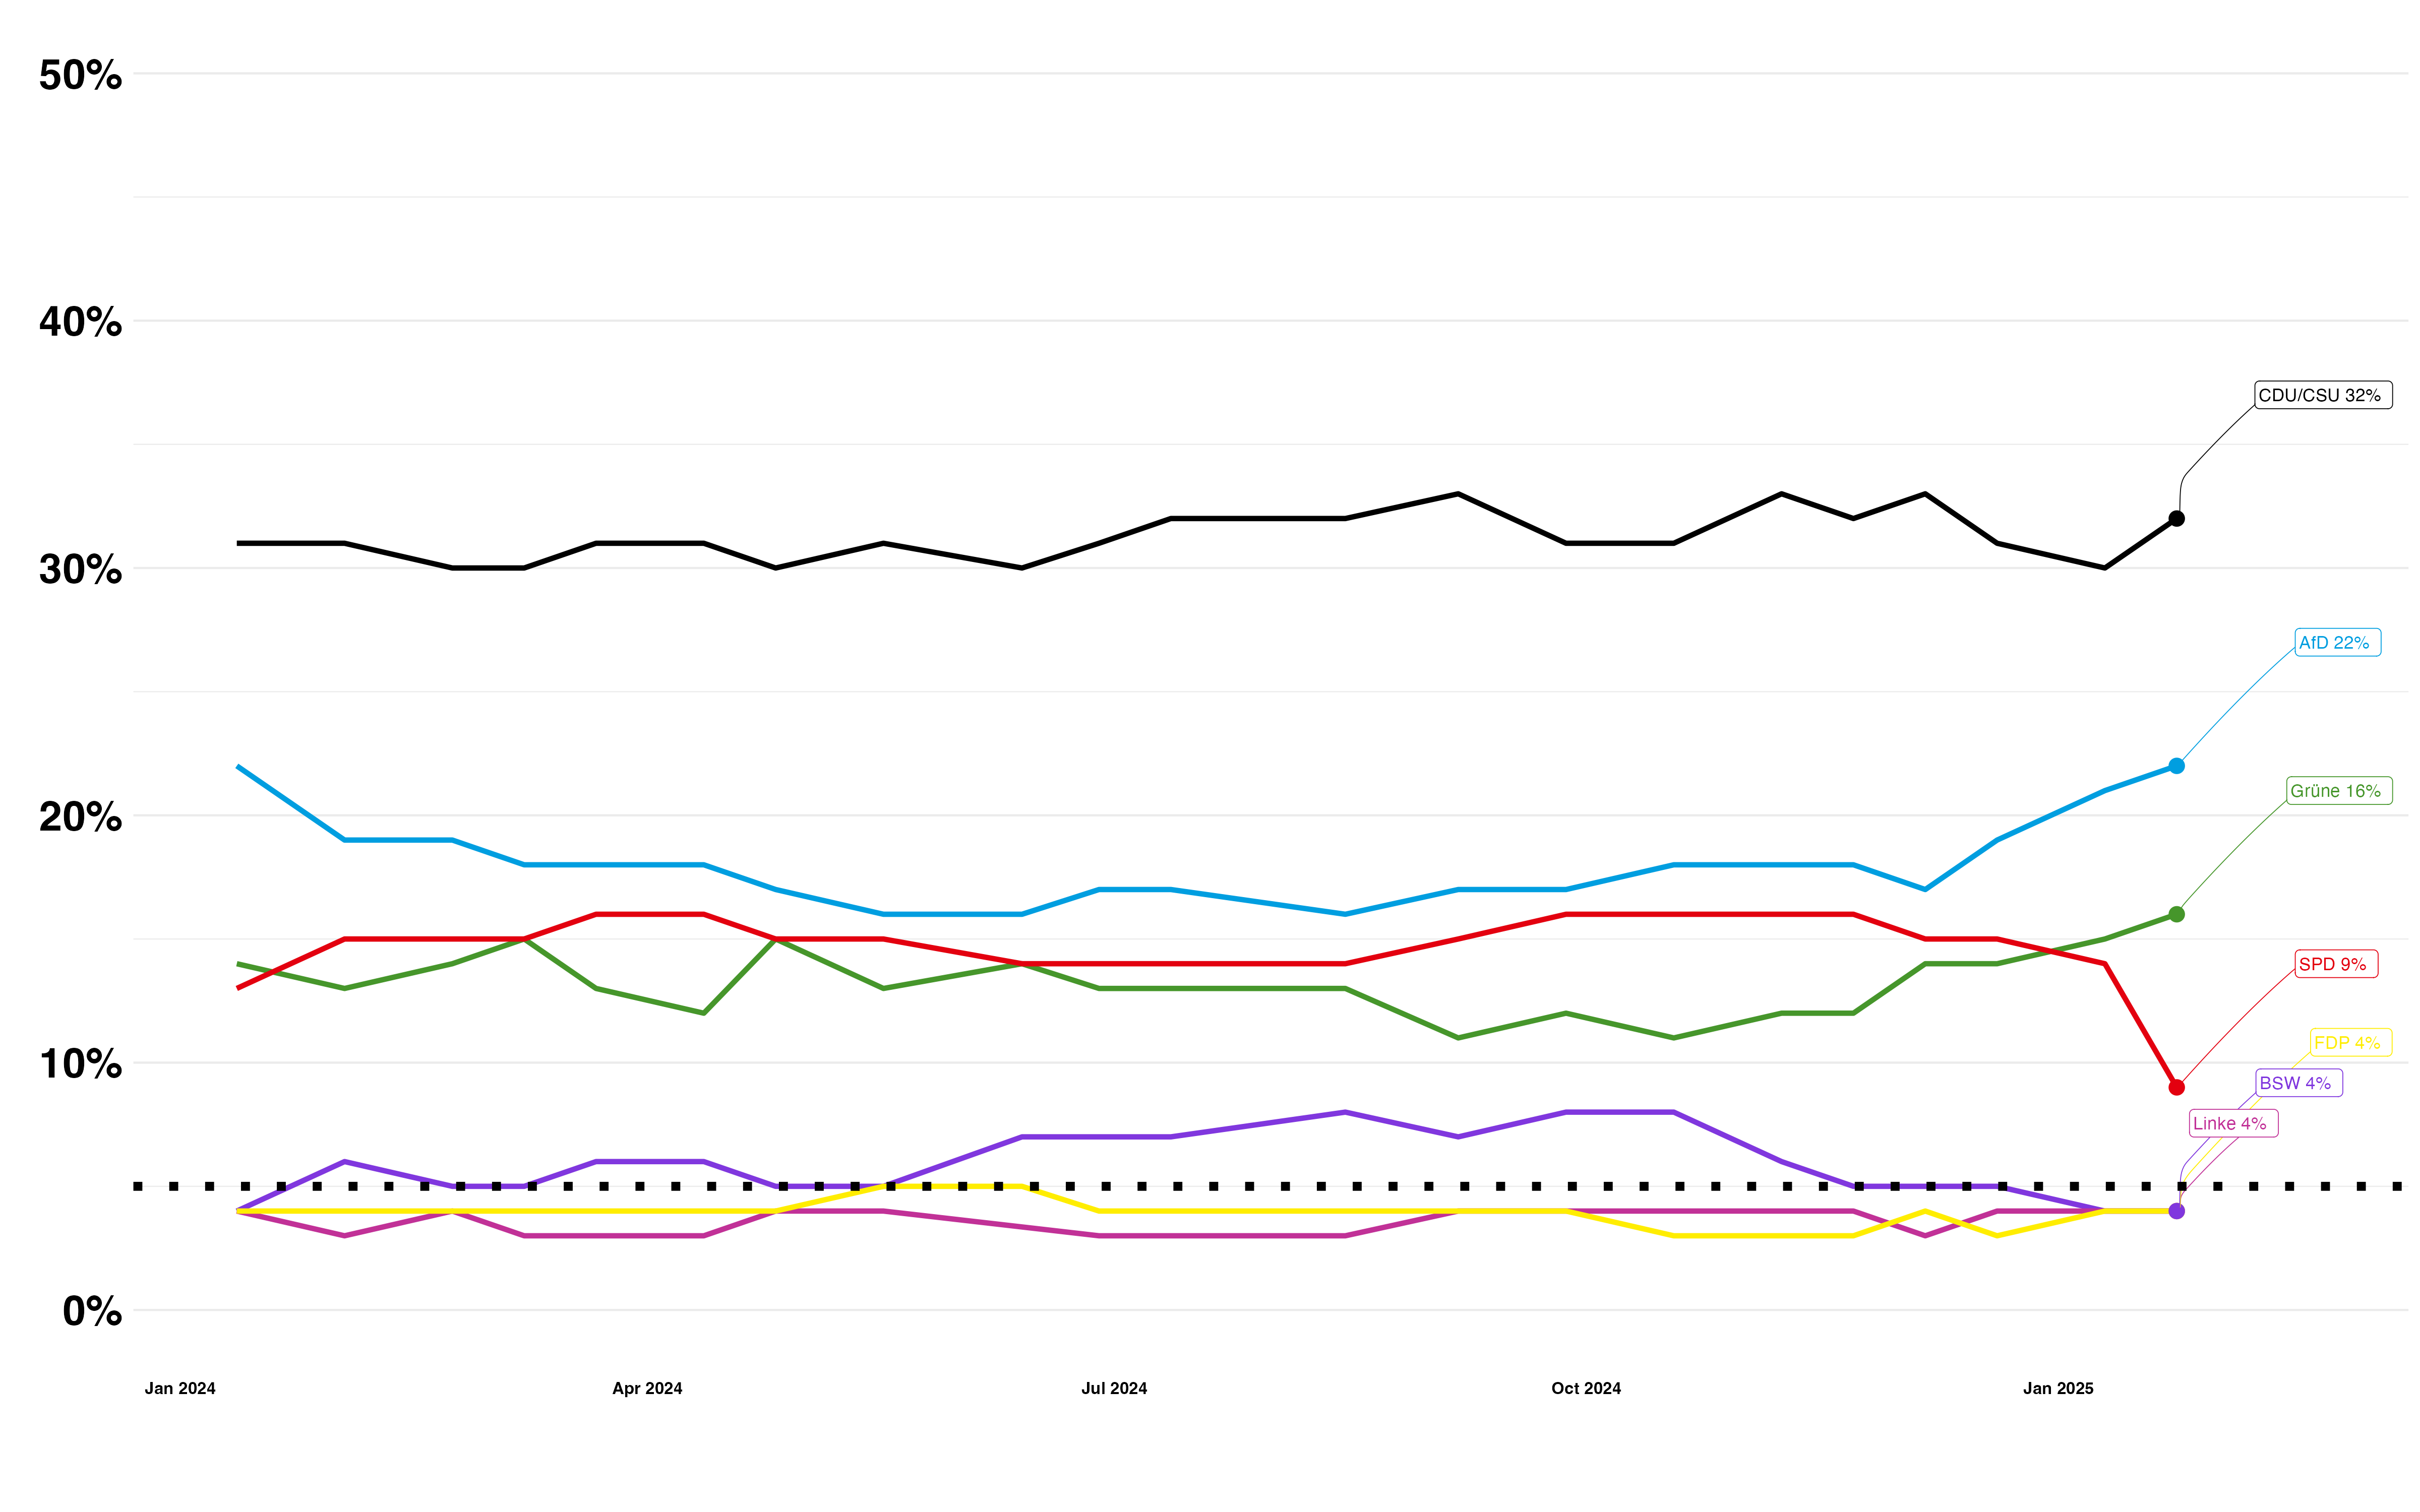 50%
40%
CDU/CSU 32%
30%
AfD 22%
Grüne 16%
20%
SPD 9%
FDP 4%
10%
BSW 4%
Linke 4%
0%
Jan 2024 Apr 2024 Jul 2024 Oct 2024 Jan 2025